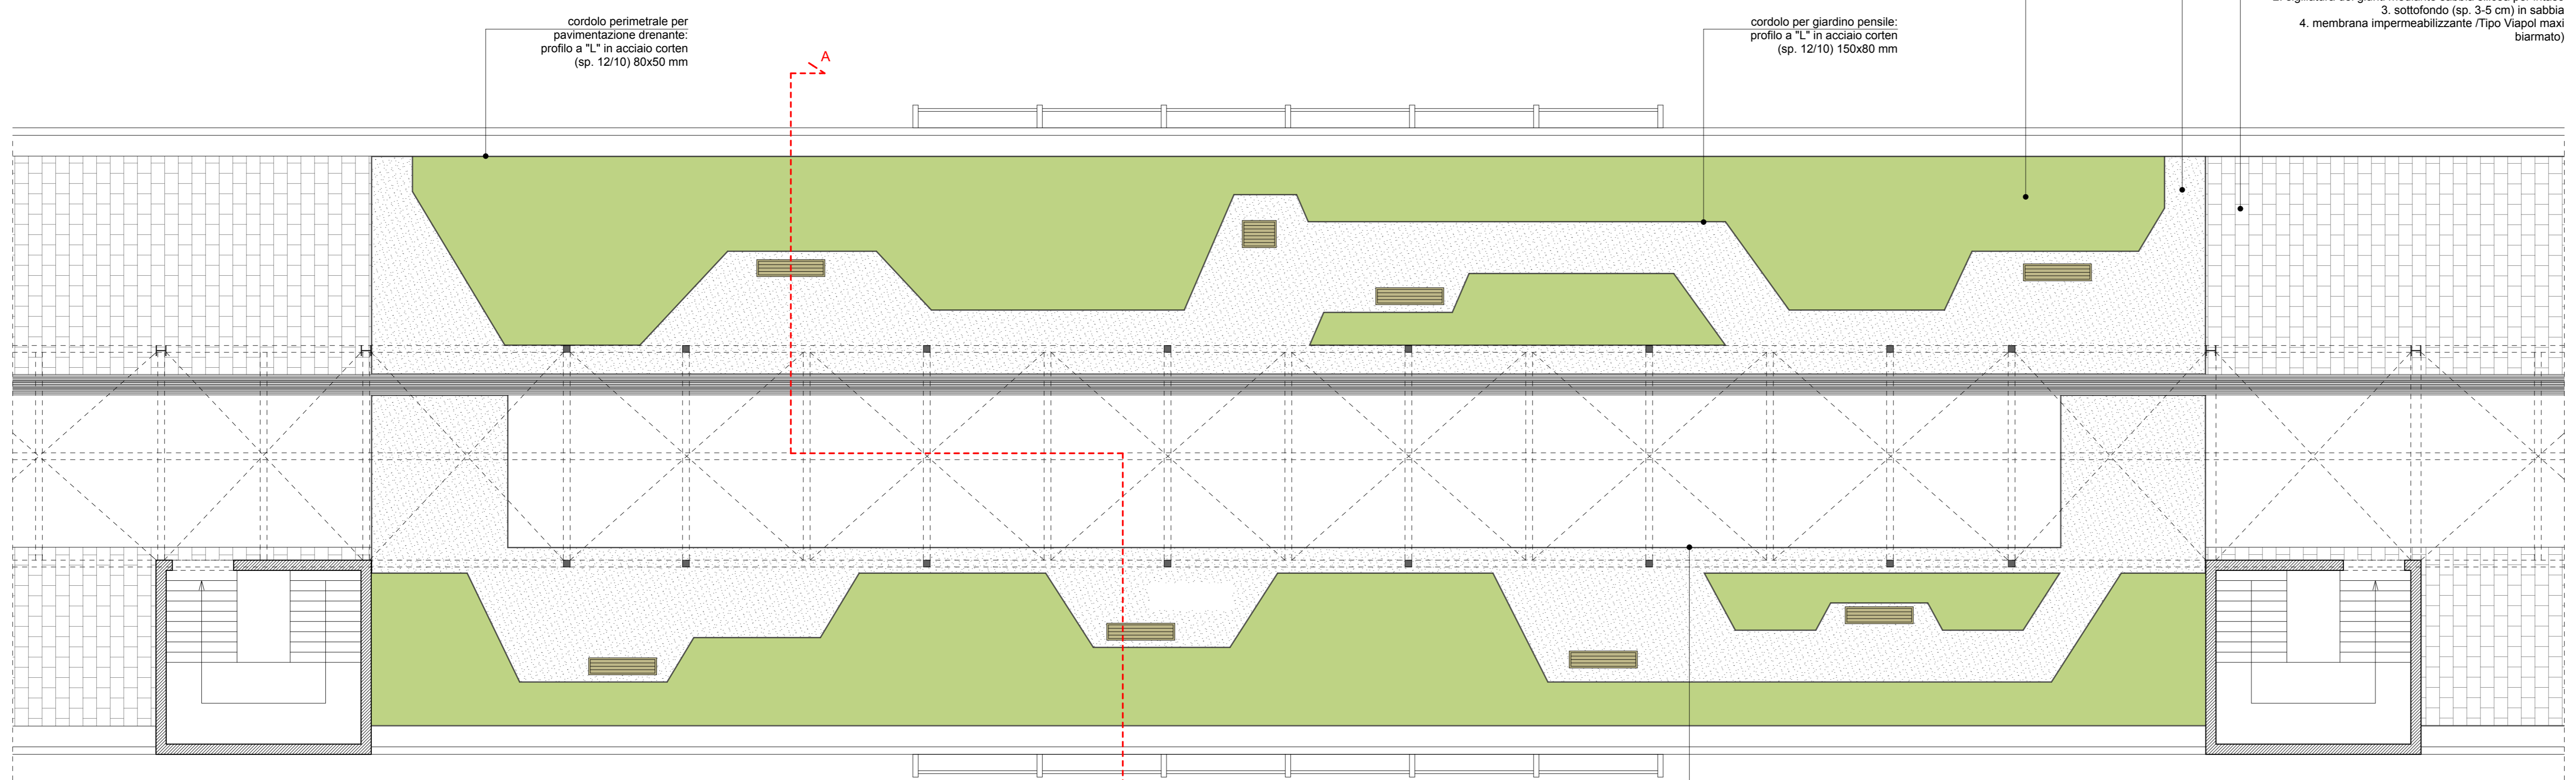 cordolo perimetrale per
pavimentazione drenante:
profilo a "L" in acciaio corten
(sp. 12/10) 80x50 mm
A
cordolo per giardino pensile:
profilo a "L" in acciaio corten
(sp. 12/10) 150x80 mm
3. sottofondo (sp. 3-5 cm) in sabbia
4. membrana impermeabilizzante /Tipo Viapol maxi
biarmato)